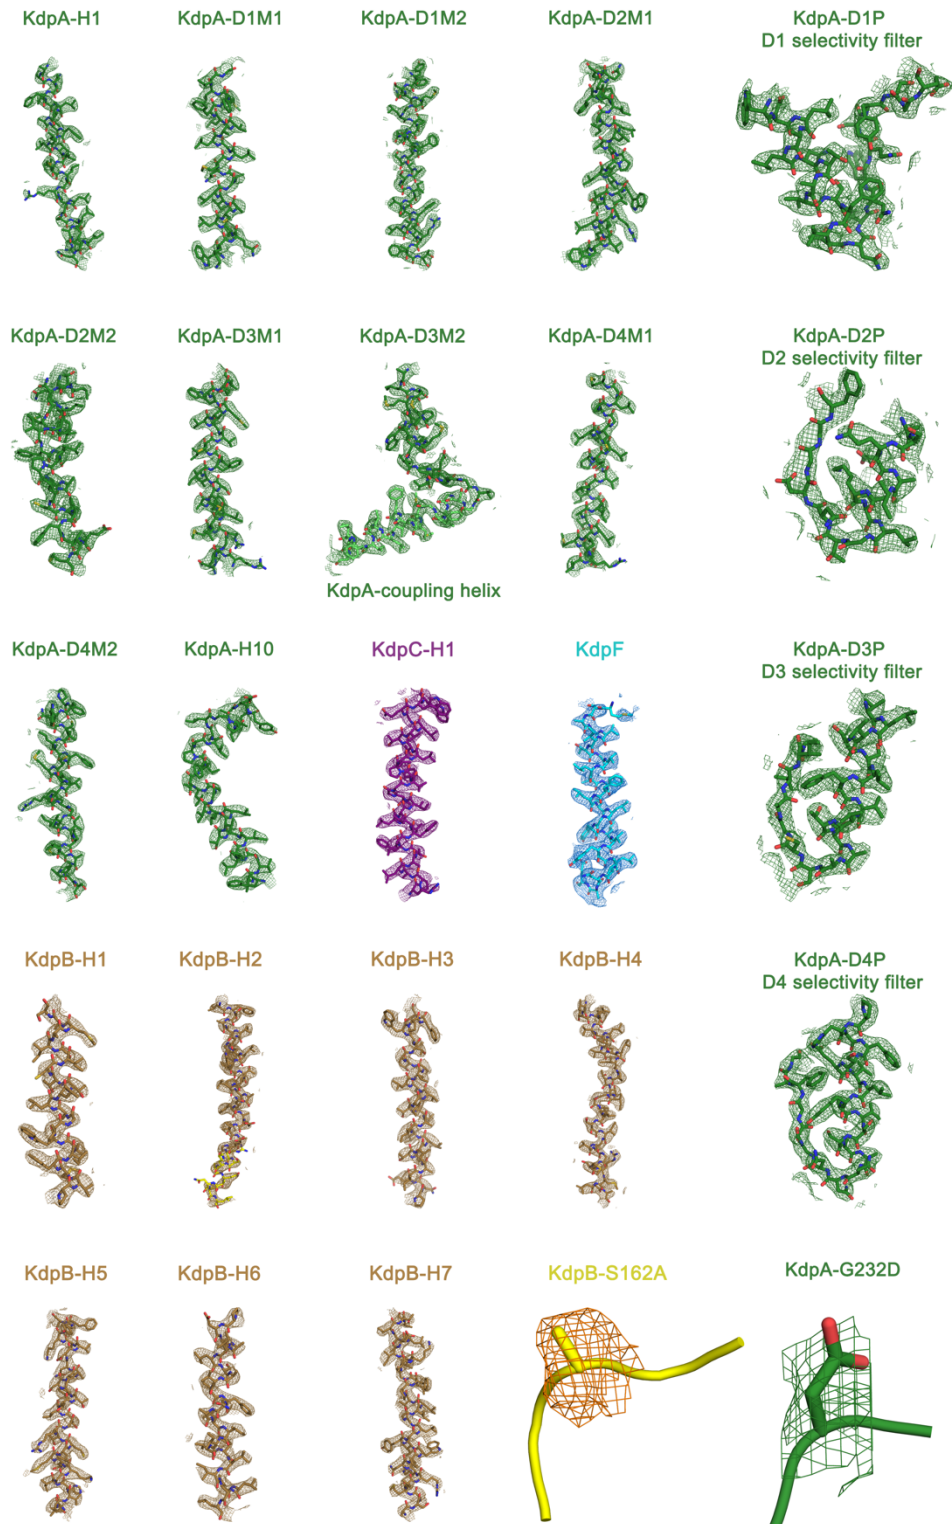 KdpA-H1
KdpA-D1M1
KdpA-D1M2
KdpA-D2M1
KdpA-D1P
D1 selectivity filter
KdpA-D2M2
KdpA-D3M1
KdpA-D3M2
KdpA-D4M1
KdpA-D2P
D2 selectivity filter
KdpA-coupling helix
KdpA-D4M2
KdpA-H10
KdpC-H1
KdpF
KdpA-D3P
D3 selectivity filter
KdpB-H1
KdpB-H2
KdpB-H3
KdpB-H4
KdpA-D4P
D4 selectivity filter
KdpB-H5
KdpB-H6
KdpB-H7
KdpB-S162A
KdpA-G232D